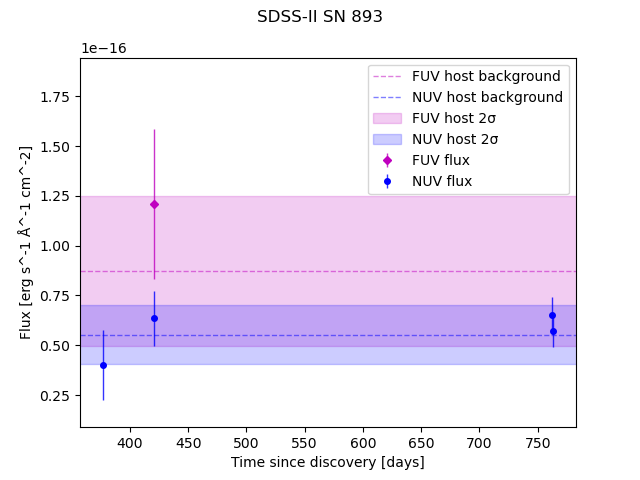 SDSS-II SN 893
1e−16
FUV host background
NUV host background
FUV host 2σ
NUV host 2σ
FUV flux
NUV flux
1.75
1.50
1.25
1.00
0.75
0.50
0.25
Flux [erg s^-1 Å^-1 cm^-2]
400 450 500 550 600 650 700 750
Time since discovery [days]